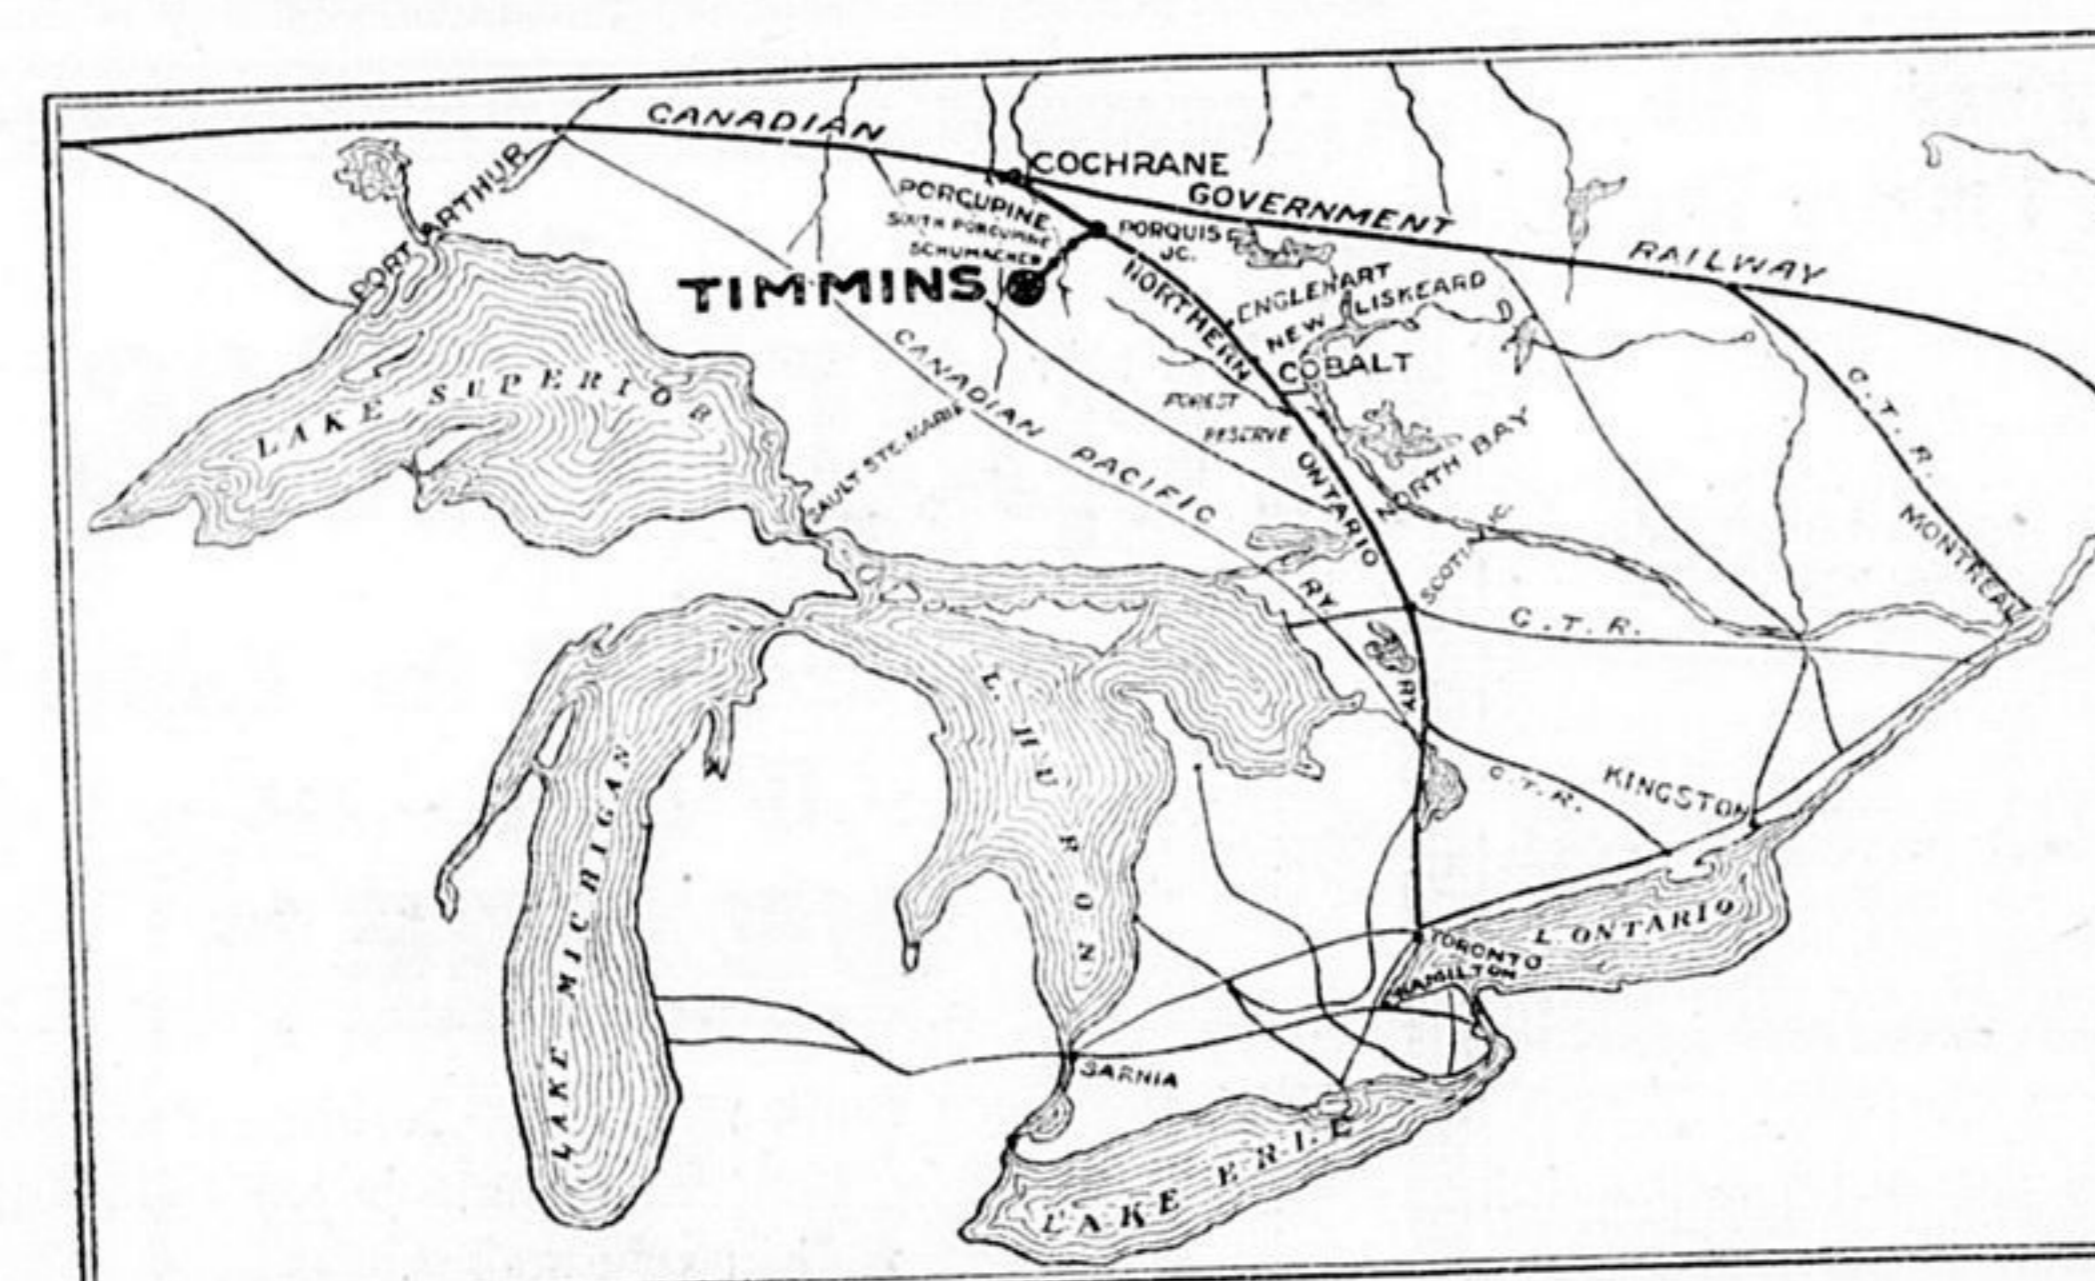 CANADIAN GOVERNMENT RAILWAY
COCHRANE
PORT ARTHUR
PORCUPINE
SOUTH PORCUPINE
SCHUMACHER
PORQUIS
JC.
TIMMINS
NORTHERN ONTARIO RY
ENGLEHART
NEW LISKEARD
COBALT
CANADIAN PACIFIC RY
FOREST
RESERVE
LAKE SUPERIOR
SAULT STE. MARIE
NORTH BAY
G. T. R.
MONTREAL
SCOTIA
G. T. R.
L. HURON
LAKE MICHIGAN
G. T. R.
KINGSTON
L. ONTARIO
TORONTO
HAMILTON
SARNIA
LAKE ERIE